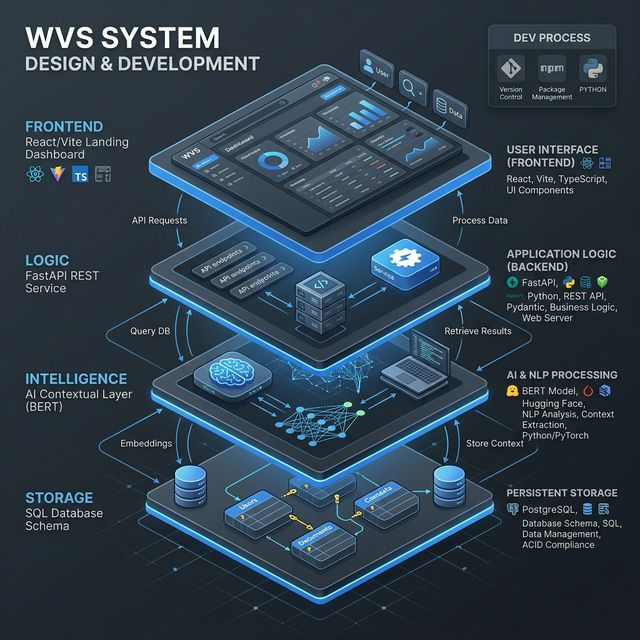 WVS SYSTEM
DESIGN & DEVELOPMENT
DEV PROCESS
Version
Control
npm
Package
Management
PYTHON
User
Data
WVS
Dashboard
FRONTEND
React/Vite Landing
Dashboard
TS
USER INTERFACE
(FRONTEND)
React, Vite, TypeScript,
UI Components
API Requests
Process Data
LOGIC
FastAPI REST
Service
API endpoints
API endpoints
API endpoints
</>
Service
APPLICATION LOGIC
(BACKEND)
FastAPI,
Python, REST API,
Pydantic, Business Logic,
Web Server
Query DB
Retrieve Results
INTELLIGENCE
AI Contextual Layer
(BERT)
AI & NLP PROCESSING
BERT Model,
Hugging Face,
NLP Analysis, Context
Extraction,
Python/PyTorch
Embeddings
Store Context
STORAGE
SQL Database
Schema
Users
Contexts
Documents
PERSISTENT STORAGE
PostgreSQL,
Database Schema, SQL,
Data Management,
ACID Compliance